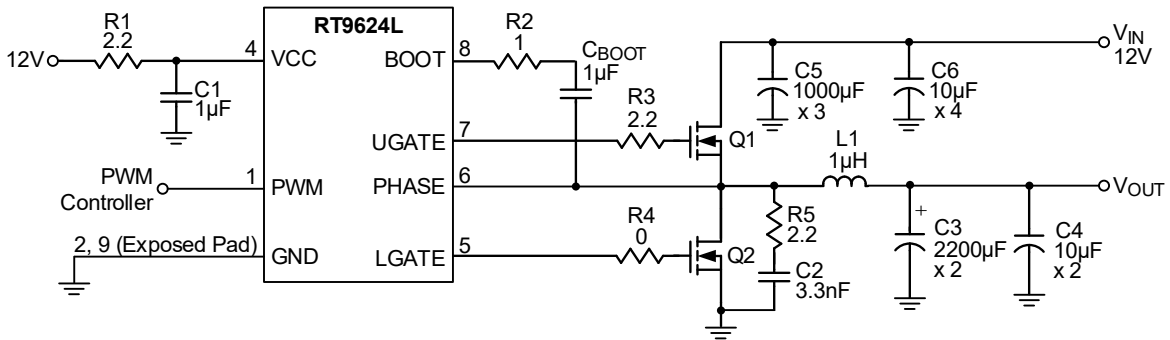 RT9624L
12V
R1
2.2
C1
1µF
4
VCC
BOOT
8
R2
1
CBOOT
1µF
UGATE
7
R3
2.2
Q1
C5
1000µF
x 3
C6
10µF
x 4
VIN
12V
PWM
Controller
1
PWM
PHASE
6
L1
1µH
VOUT
2, 9 (Exposed Pad)
GND
LGATE
5
R4
0
Q2
R5
2.2
C2
3.3nF
+
C3
2200µF
x 2
C4
10µF
x 2